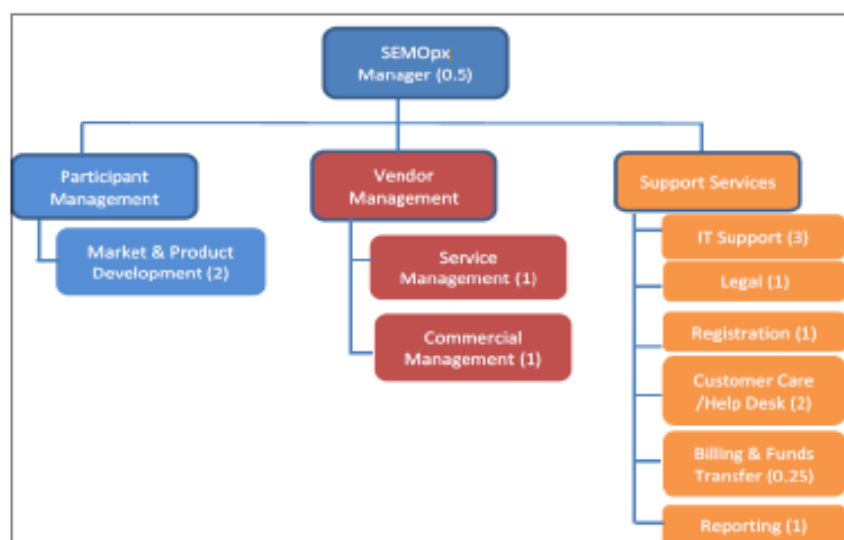 SEMOpx
Manager (0.5)
Participant
Management
Vendor
Management
Support Services
Market & Product
Development (2)
Service
Management (1)
Commercial
Management (1)
IT Support (3)
Legal (1)
Registration (1)
Customer Care
/Help Desk (2)
Billing & Funds
Transfer (0.25)
Reporting (1)